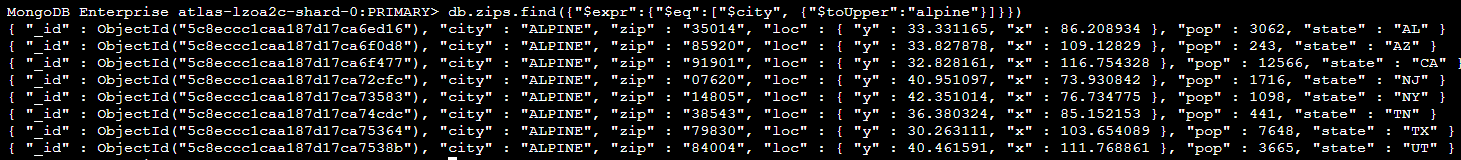 MongoDB Enterprise atlas-lzoa2c-shard-0:PRIMARY> db.zips.find({"$expr":{"$eq":["$city", {"$toUpper":"alpine"}]}})
{ "_id" : ObjectId("5c8eccc1caa187d17ca6ed16"), "city" : "ALPINE", "zip" : "35014", "loc" : { "y" : 33.331165, "x" : 86.208934 }, "pop" : 3062, "state" : "AL" }
{ "_id" : ObjectId("5c8eccc1caa187d17ca6f0d8"), "city" : "ALPINE", "zip" : "85920", "loc" : { "y" : 33.827878, "x" : 109.12829 }, "pop" : 243, "state" : "AZ" }
{ "_id" : ObjectId("5c8eccc1caa187d17ca6f477"), "city" : "ALPINE", "zip" : "91901", "loc" : { "y" : 32.828161, "x" : 116.754328 }, "pop" : 12566, "state" : "CA" }
{ "_id" : ObjectId("5c8eccc1caa187d17ca72cfc"), "city" : "ALPINE", "zip" : "07620", "loc" : { "y" : 40.951097, "x" : 73.930842 }, "pop" : 1716, "state" : "NJ" }
{ "_id" : ObjectId("5c8eccc1caa187d17ca73583"), "city" : "ALPINE", "zip" : "14805", "loc" : { "y" : 42.351014, "x" : 76.734775 }, "pop" : 1098, "state" : "NY" }
{ "_id" : ObjectId("5c8eccc1caa187d17ca74cdc"), "city" : "ALPINE", "zip" : "38543", "loc" : { "y" : 36.380324, "x" : 85.152153 }, "pop" : 441, "state" : "TN" }
{ "_id" : ObjectId("5c8eccc1caa187d17ca75364"), "city" : "ALPINE", "zip" : "79830", "loc" : { "y" : 30.263111, "x" : 103.654089 }, "pop" : 7648, "state" : "TX" }
{ "_id" : ObjectId("5c8eccc1caa187d17ca7538b"), "city" : "ALPINE", "zip" : "84004", "loc" : { "y" : 40.461591, "x" : 111.768861 }, "pop" : 3665, "state" : "UT" }